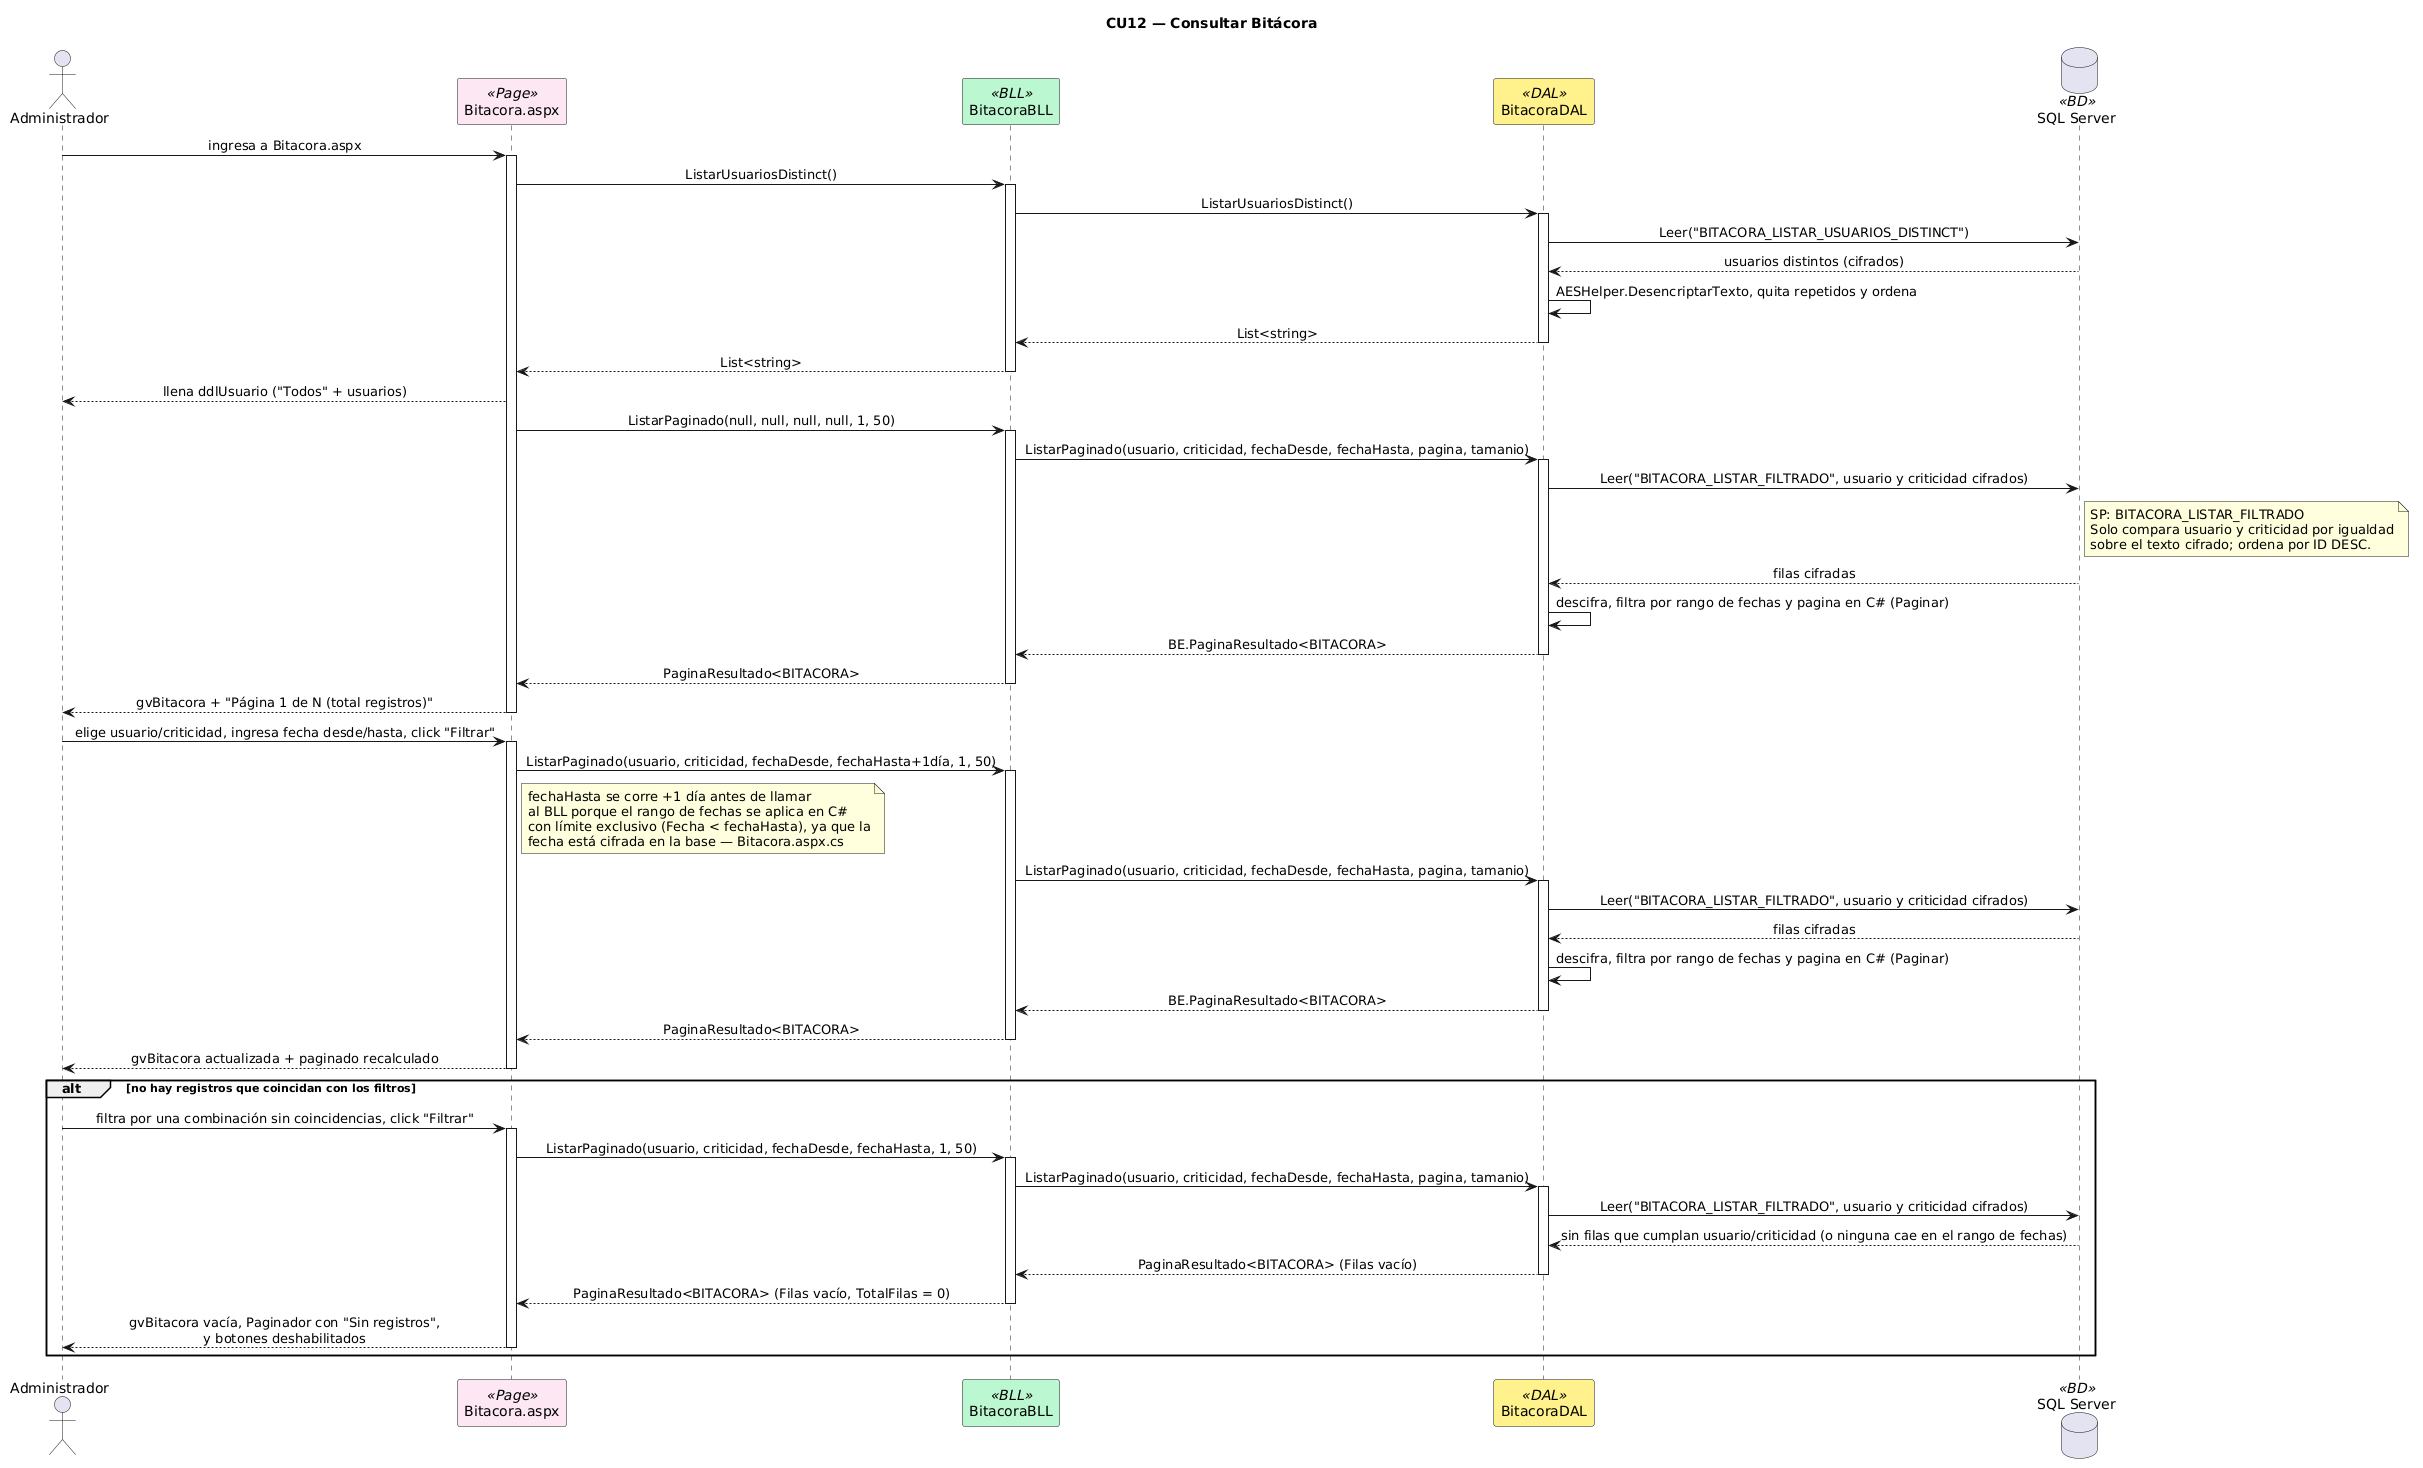 CU12 — Consultar Bitácora
Administrador
«Page»
Bitacora.aspx
«BLL»
BitacoraBLL
«DAL»
BitacoraDAL
«BD»
SQL Server
ingresa a Bitacora.aspx
ListarUsuariosDistinct()
ListarUsuariosDistinct()
Leer("BITACORA_LISTAR_USUARIOS_DISTINCT")
usuarios distintos (cifrados)
AESHelper.DesencriptarTexto, quita repetidos y ordena
List<string>
List<string>
llena ddlUsuario ("Todos" + usuarios)
ListarPaginado(null, null, null, null, 1, 50)
ListarPaginado(usuario, criticidad, fechaDesde, fechaHasta, pagina, tamanio)
Leer("BITACORA_LISTAR_FILTRADO", usuario y criticidad cifrados)
SP: BITACORA_LISTAR_FILTRADO
Solo compara usuario y criticidad por igualdad
sobre el texto cifrado; ordena por ID DESC.
filas cifradas
descifra, filtra por rango de fechas y pagina en C# (Paginar)
BE.PaginaResultado<BITACORA>
PaginaResultado<BITACORA>
gvBitacora + "Página 1 de N (total registros)"
elige usuario/criticidad, ingresa fecha desde/hasta, click "Filtrar"
ListarPaginado(usuario, criticidad, fechaDesde, fechaHasta+1día, 1, 50)
fechaHasta se corre +1 día antes de llamar
al BLL porque el rango de fechas se aplica en C#
con límite exclusivo (Fecha < fechaHasta), ya que la
fecha está cifrada en la base — Bitacora.aspx.cs
ListarPaginado(usuario, criticidad, fechaDesde, fechaHasta, pagina, tamanio)
Leer("BITACORA_LISTAR_FILTRADO", usuario y criticidad cifrados)
filas cifradas
descifra, filtra por rango de fechas y pagina en C# (Paginar)
BE.PaginaResultado<BITACORA>
PaginaResultado<BITACORA>
gvBitacora actualizada + paginado recalculado
alt [no hay registros que coincidan con los filtros]
filtra por una combinación sin coincidencias, click "Filtrar"
ListarPaginado(usuario, criticidad, fechaDesde, fechaHasta, 1, 50)
ListarPaginado(usuario, criticidad, fechaDesde, fechaHasta, pagina, tamanio)
Leer("BITACORA_LISTAR_FILTRADO", usuario y criticidad cifrados)
sin filas que cumplan usuario/criticidad (o ninguna cae en el rango de fechas)
PaginaResultado<BITACORA> (Filas vacío)
PaginaResultado<BITACORA> (Filas vacío, TotalFilas = 0)
gvBitacora vacía, Paginador con "Sin registros",
y botones deshabilitados
Administrador
«Page»
Bitacora.aspx
«BLL»
BitacoraBLL
«DAL»
BitacoraDAL
«BD»
SQL Server